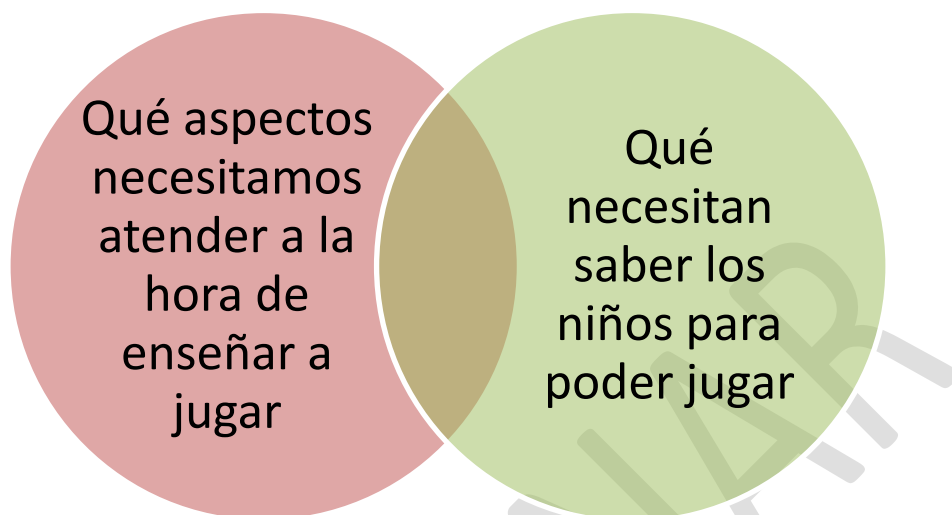 Qué aspectos
necesitamos
atender a la
hora de
enseñar a
jugar
Qué
necesitan
saber los
niños para
poder jugar